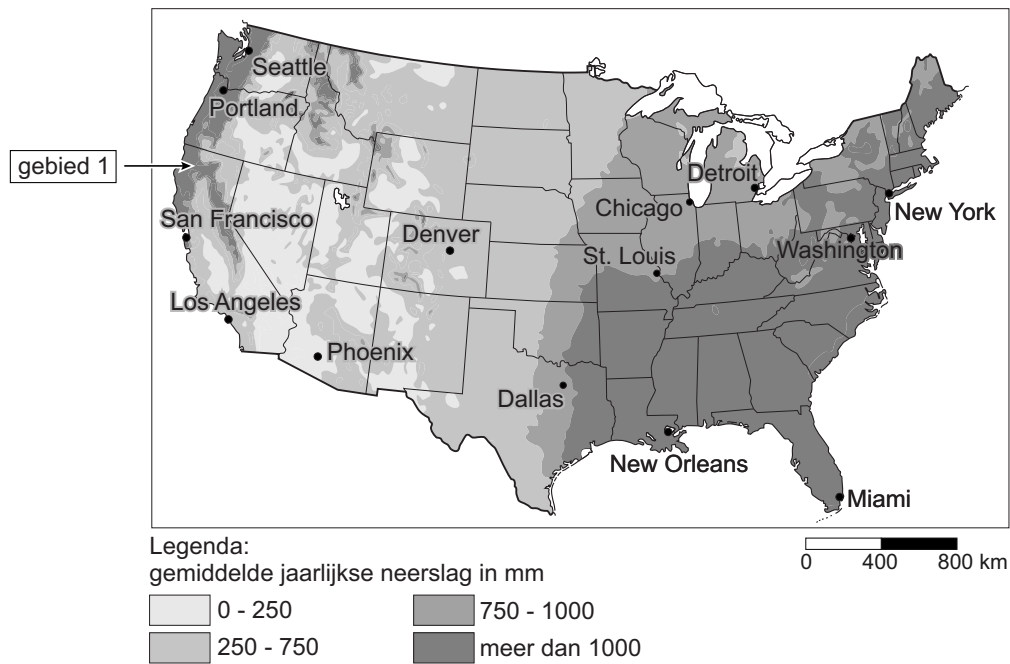 Seattle
Portland
gebied 1
Detroit
Chicago
New York
San Francisco
Denver
St. Louis
Washington
Los Angeles
Phoenix
Dallas
New Orleans
Miami
Legenda:
gemiddelde jaarlijkse neerslag in mm
0 - 250
750 - 1000
250 - 750
meer dan 1000
0 400 800 km